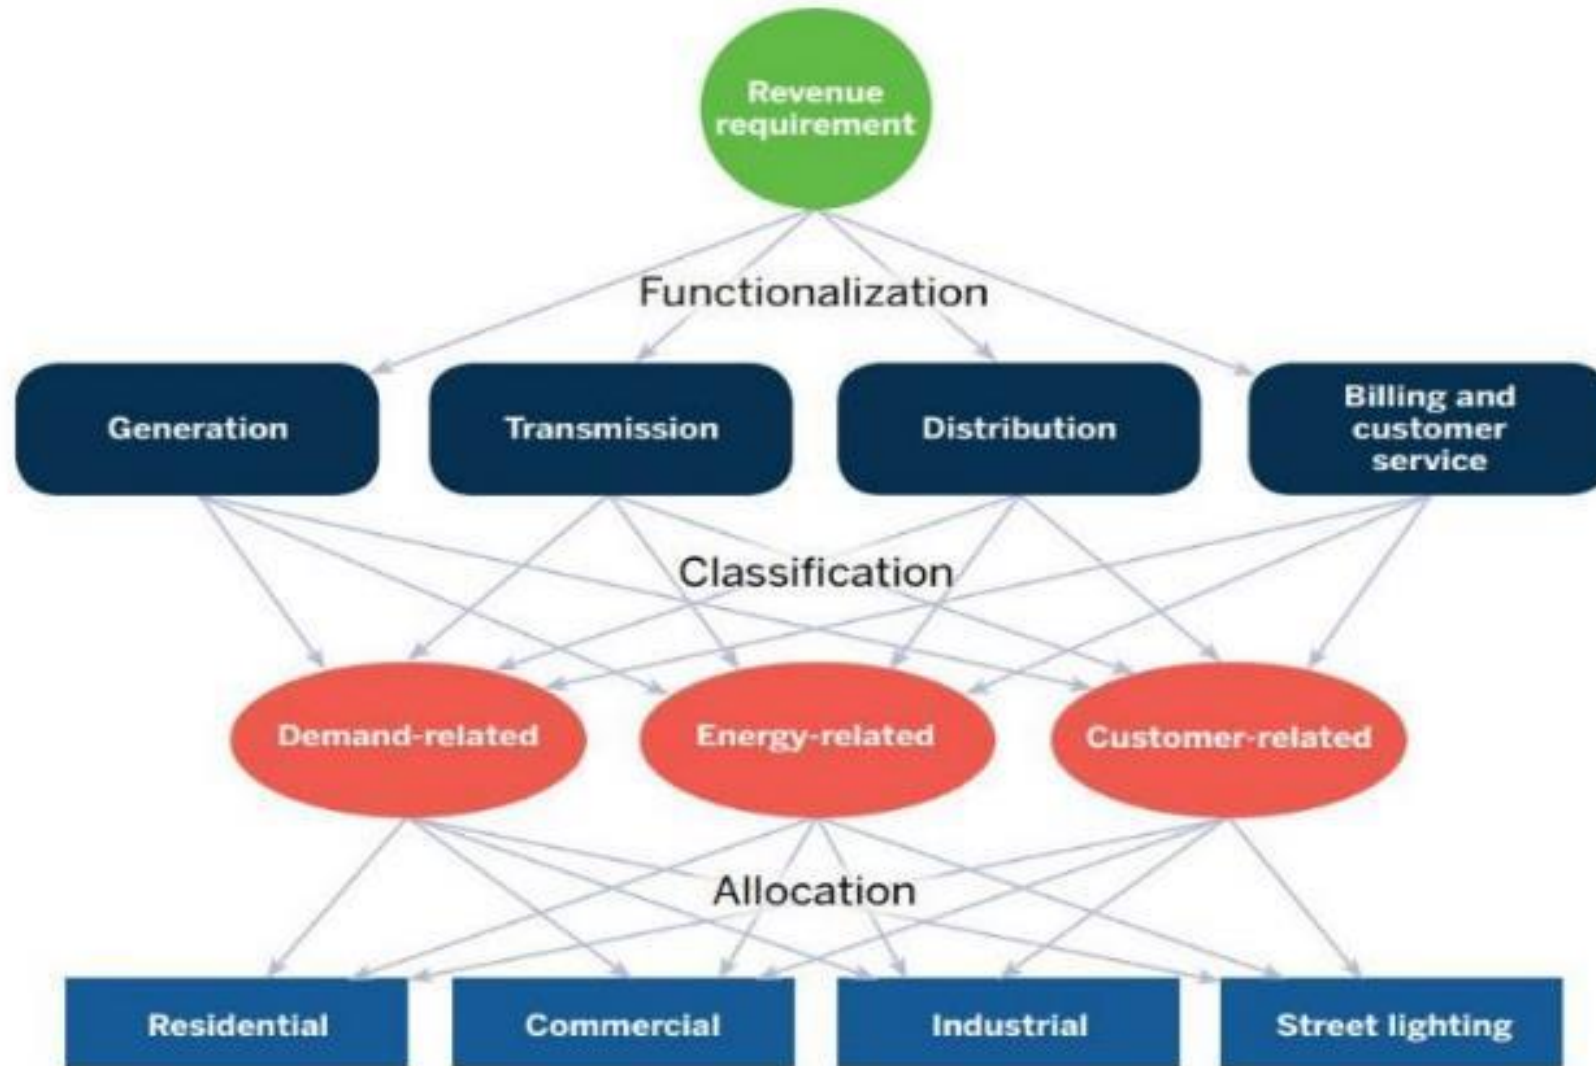 Revenue
requirement
Functionalization
Generation
Transmission
Distribution
Billing and
customer
service
Classification
Demand-related
Energy-related
Customer-related
Allocation
Residential
Commercial
Industrial
Street lighting